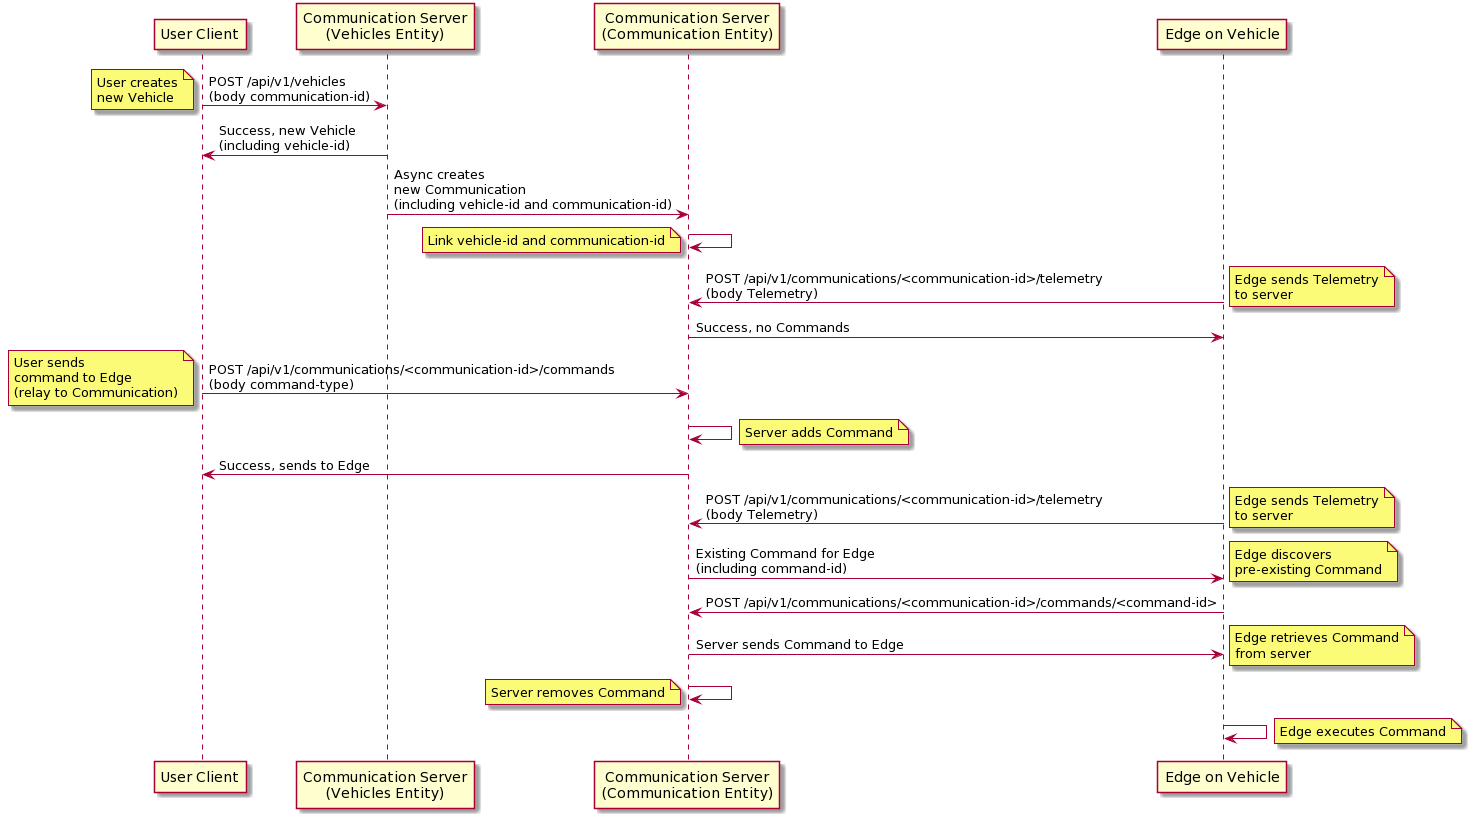 User Client
Communication Server
(Vehicles Entity)
Communication Server
(Communication Entity)
Edge on Vehicle
User creates
new Vehicle
POST /api/v1/vehicles
(body communication-id)
Success, new Vehicle
(including vehicle-id)
Async creates
new Communication
(including vehicle-id and communication-id)
Link vehicle-id and communication-id
POST /api/v1/communications/<communication-id>/telemetry
(body Telemetry)
Edge sends Telemetry
to server
Success, no Commands
User sends
command to Edge
(relay to Communication)
POST /api/v1/communications/<communication-id>/commands
(body command-type)
Server adds Command
Success, sends to Edge
POST /api/v1/communications/<communication-id>/telemetry
(body Telemetry)
Edge sends Telemetry
to server
Existing Command for Edge
(including command-id)
Edge discovers
pre-existing Command
POST /api/v1/communications/<communication-id>/commands/<command-id>
Server sends Command to Edge
Edge retrieves Command
from server
Server removes Command
Edge executes Command
User Client
Communication Server
(Vehicles Entity)
Communication Server
(Communication Entity)
Edge on Vehicle